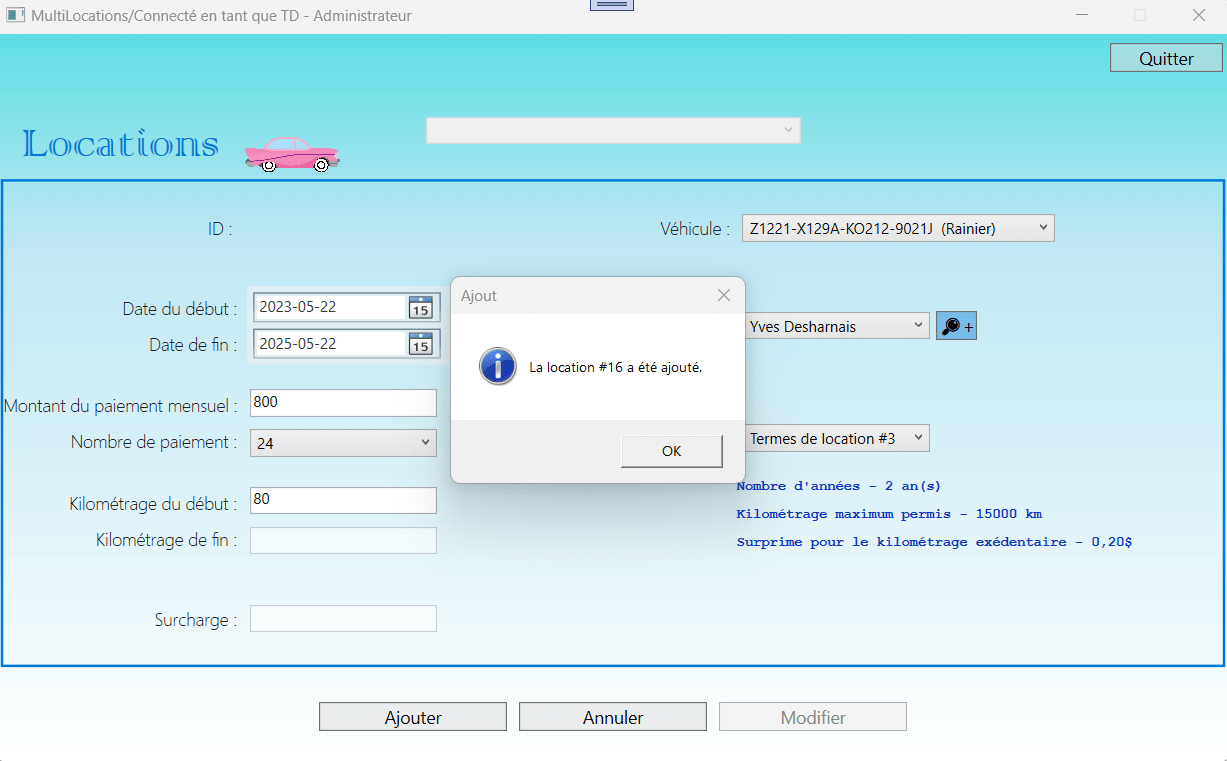 MultiLocations/Connecté en tant que TD - Administrateur
Quitter
Locations
ID :
Véhicule : Z1221-X129A-KO212-9021J (Rainier)
Date du début : 2023-05-22 15
Date de fin : 2025-05-22 15
Yves Desharnais +
Ajout
La location #16 a été ajouté.
OK
Montant du paiement mensuel : 800
Nombre de paiement : 24
Termes de location #3
Nombre d'années - 2 an(s)
Kilométrage maximum permis - 15000 km
Surprime pour le kilométrage exédentaire - 0,20$
Kilométrage du début : 80
Kilométrage de fin :
Surcharge :
Ajouter
Annuler
Modifier